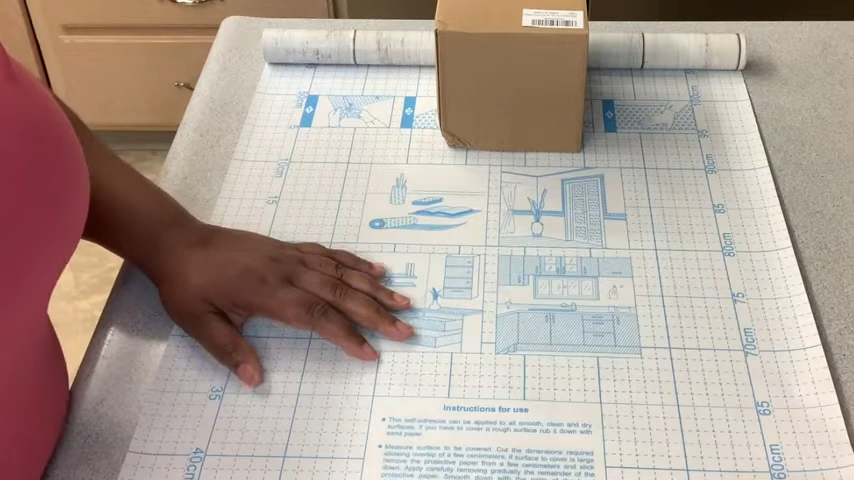 100cm
95
90cm
10cm
15
85
80cm
75
70cm
35
65
40cm
60cm
Instructions for use
• The self-adhesive can be applied to all smooth, clean and dry
surfaces, if you have to cover a rough surface rub it down with
sand paper.
• Measure surface to be covered. Cut the dimensions required
allowing overlap of a few centimeters, if surface to cover is large
remove the protective paper from a few centimeters and stick
down. Apply carefully removing gradually the remainder of the
protective paper. Smooth down with the